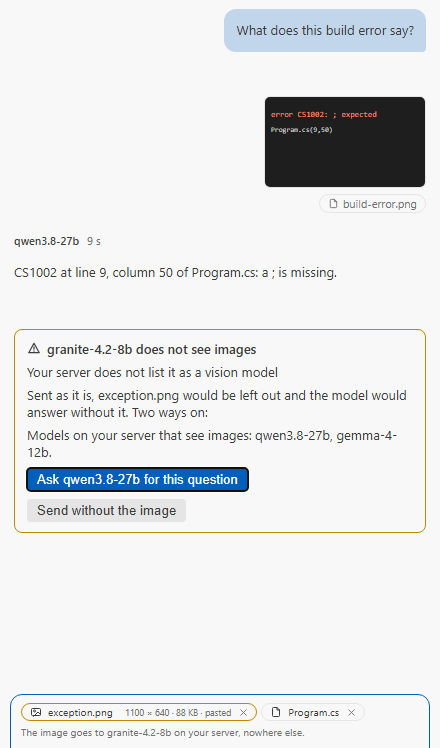 What does this build error say?
error CS1002: ; expected
Program.cs(9,50)
build-error.png
qwen3.8-27b 9 s
CS1002 at line 9, column 50 of Program.cs: a ; is missing.
granite-4.2-8b does not see images
Your server does not list it as a vision model
Sent as it is, exception.png would be left out and the model would
answer without it. Two ways on:
Models on your server that see images: qwen3.8-27b, gemma-4-
12b.
Ask qwen3.8-27b for this question
Send without the image
exception.png 1100 × 640 · 88 KB · pasted
Program.cs
The image goes to granite-4.2-8b on your server, nowhere else.